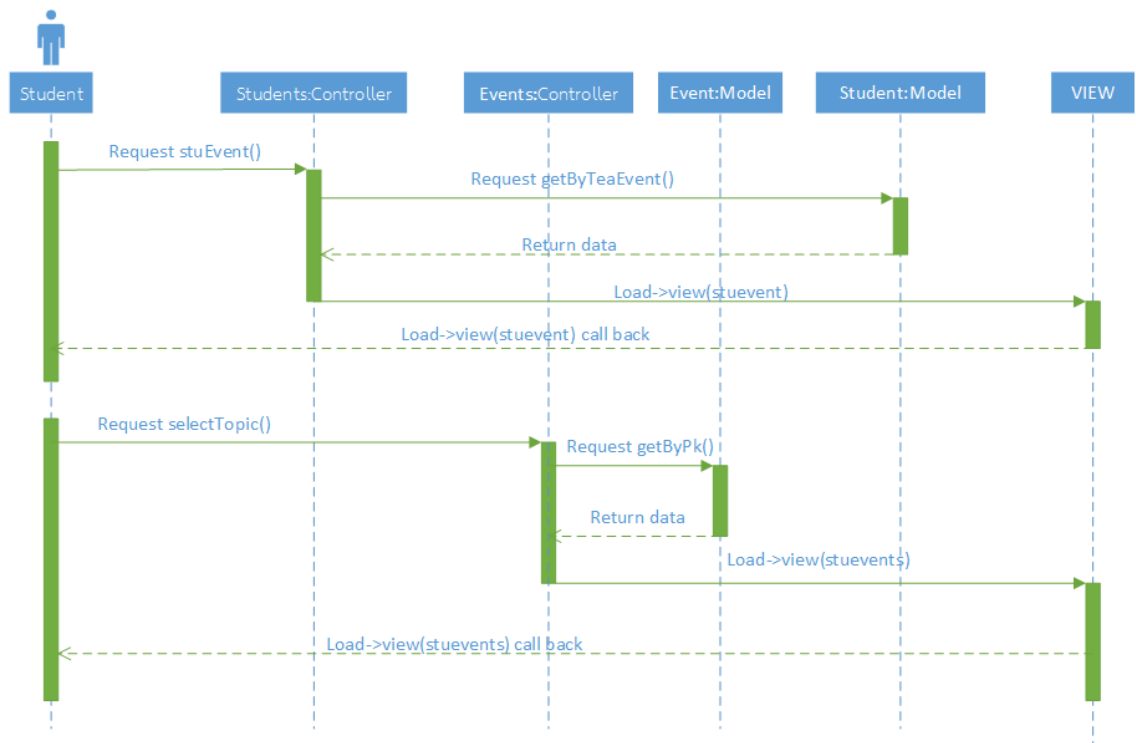 Student
Students:Controller
Events:Controller
Event:Model
Student:Model
VIEW
Request stuEvent()
Request getByTeaEvent()
Return data
Load->view(stuevent)
Load->view(stuevent) call back
Request selectTopic()
Request getByPk()
Return data
Load->view(stuevents)
Load->view(stuevents) call back